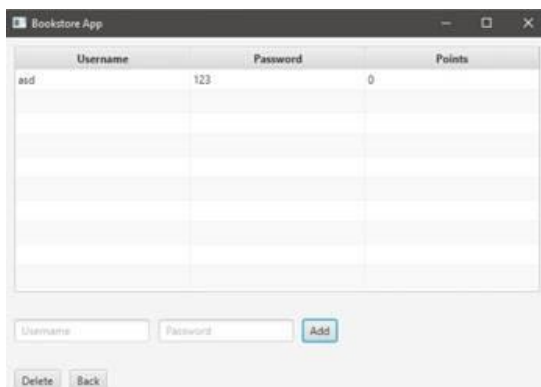 Bookstore App
Username Password Points
asd 123 0
Username Password Add
Delete Back